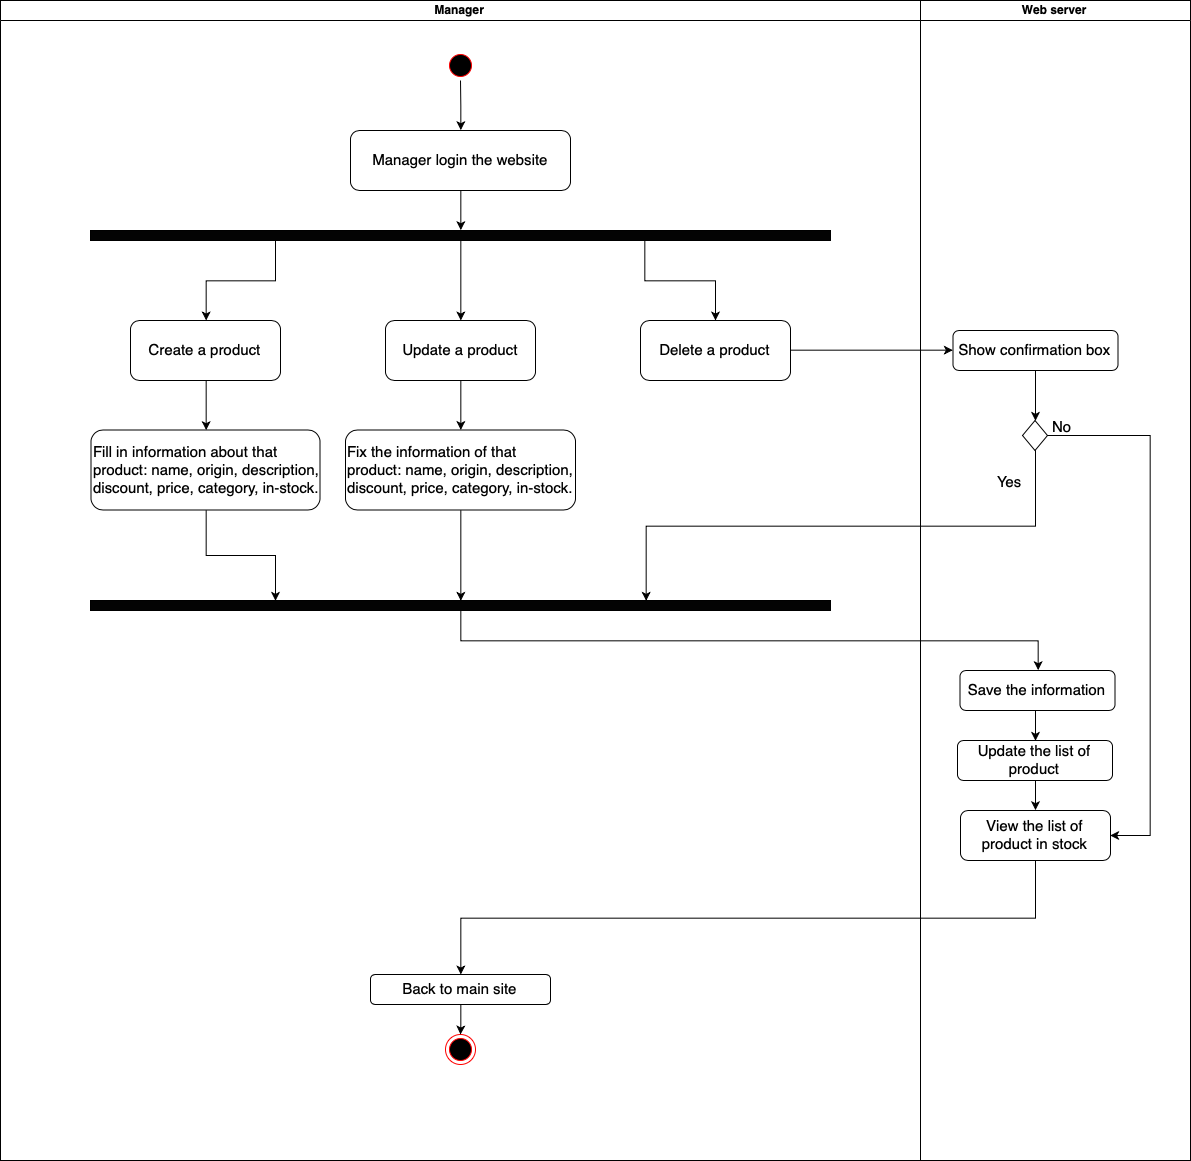 Manager
Web server
Manager login the website
Create a product
Update a product
Delete a product
Show confirmation box
No
Fill in information about that
product: name, origin, description,
discount, price, category, in-stock.
Fix the information of that
product: name, origin, description,
discount, price, category, in-stock.
Yes
Save the information
Update the list of
product
View the list of
product in stock
Back to main site